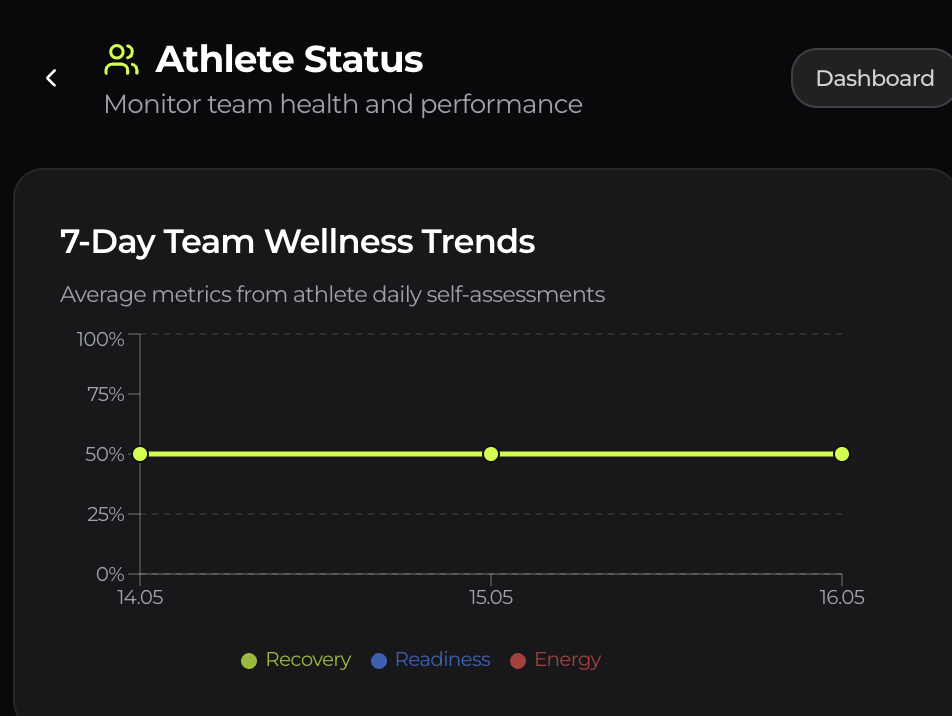 Athlete Status
Monitor team health and performance
Dashboard
7-Day Team Wellness Trends
Average metrics from athlete daily self-assessments
100%
75%
50%
25%
0%
14.05 15.05 16.05
Recovery Readiness Energy